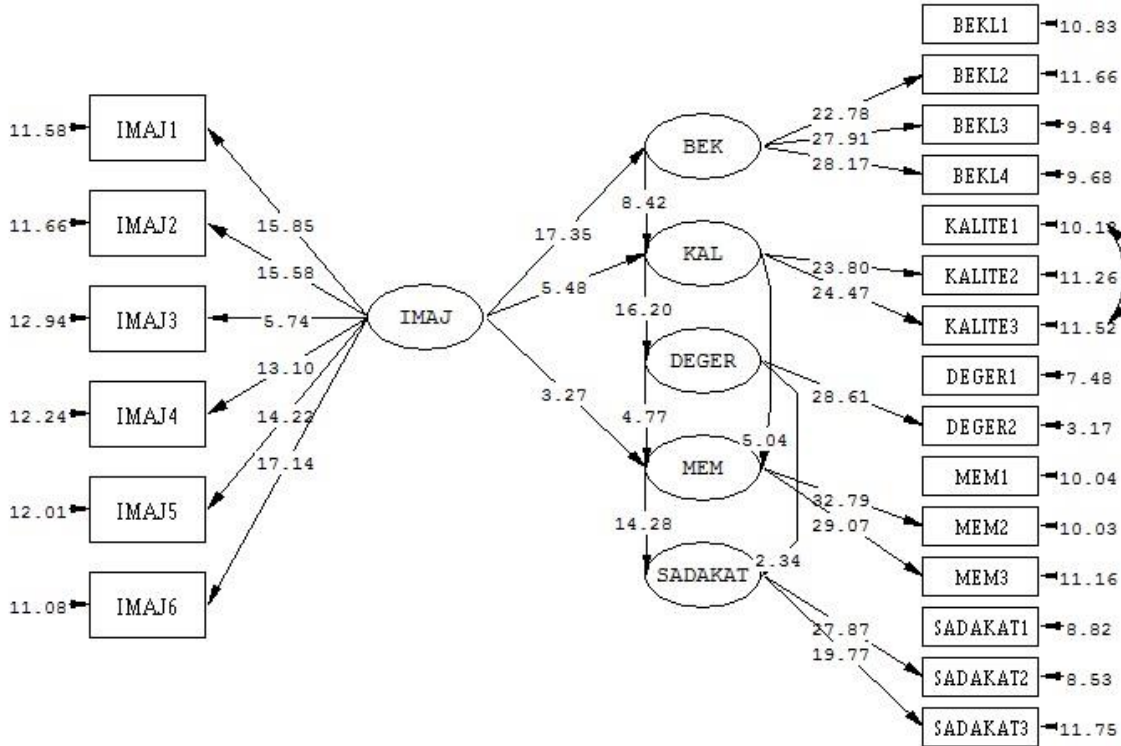 11.58 IMAJ1
11.66 IMAJ2
12.94 IMAJ3
12.24 IMAJ4
12.01 IMAJ5
11.08 IMAJ6
15.85
15.58
5.74
13.10
14.22
17.14
IMAJ
17.35
5.48
3.27
BEK
8.42
KAL
16.20
DEGER
4.77
MEM
14.28
SADAKAT
5.04
2.34
22.78
27.91
28.17
23.80
24.47
28.61
32.79
29.07
27.87
19.77
BEKL1 10.83
BEKL2 11.66
BEKL3 9.84
BEKL4 9.68
KALITE1
KALITE2 11.26
KALITE3 11.52
DEGER1 7.48
DEGER2 3.17
MEM1 10.04
MEM2 10.03
MEM3 11.16
SADAKAT1 8.82
SADAKAT2 8.53
SADAKAT3 11.75